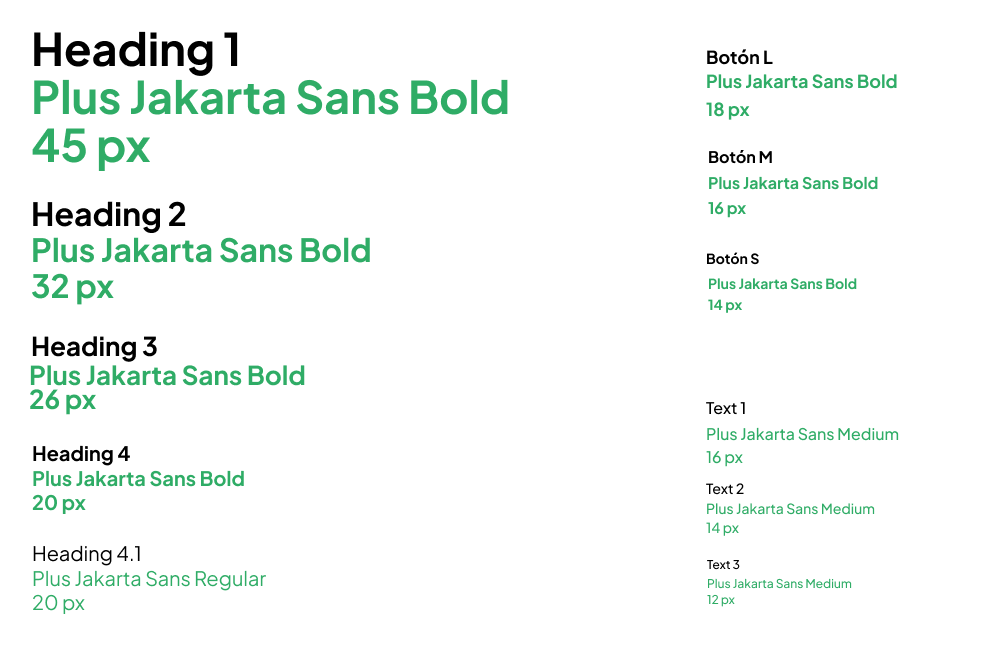 Heading 1
Plus Jakarta Sans Bold
45 px
Heading 2
Plus Jakarta Sans Bold
32 px
Heading 3
Plus Jakarta Sans Bold
26 px
Heading 4
Plus Jakarta Sans Bold
20 px
Heading 4.1
Plus Jakarta Sans Regular
20 px
Botón L
Plus Jakarta Sans Bold
18 px
Botón M
Plus Jakarta Sans Bold
16 px
Botón S
Plus Jakarta Sans Bold
14 px
Text 1
Plus Jakarta Sans Medium
16 px
Text 2
Plus Jakarta Sans Medium
14 px
Text 3
Plus Jakarta Sans Medium
12 px